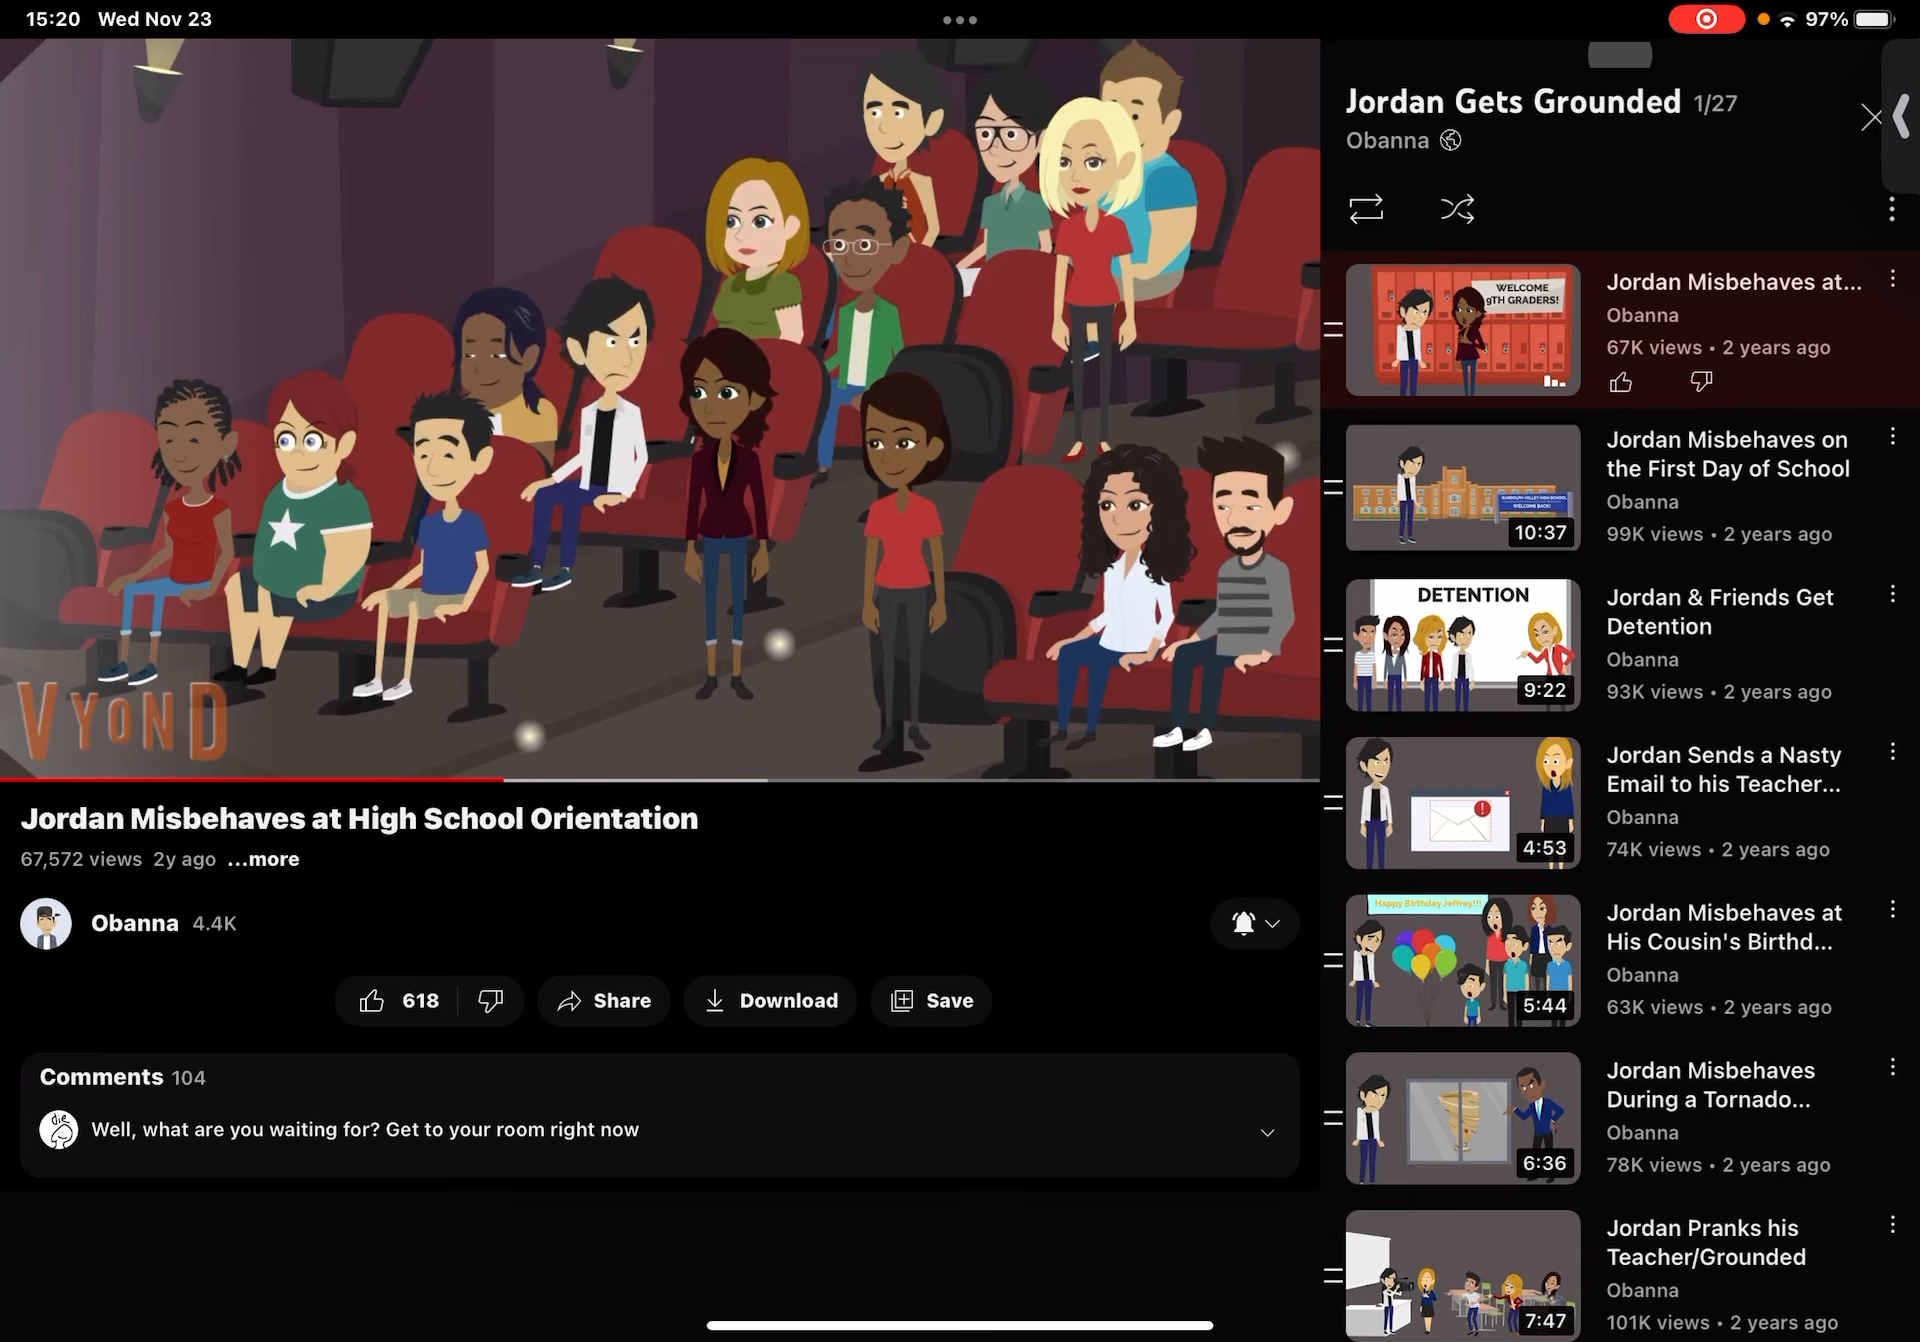 15:20 Wed Nov 23
97%
VYOND
Jordan Misbehaves at High School Orientation
67,572 views 2y ago ...more
Obanna 4.4K
618
Share
Download
Save
Comments 104
die
Well, what are you waiting for? Get to your room right now
Jordan Gets Grounded 1/27
Obanna
WELCOME
9TH GRADERS!
Jordan Misbehaves at...
Obanna
67K views • 2 years ago
WELCOME BACK!
10:37
Jordan Misbehaves on
the First Day of School
Obanna
99K views • 2 years ago
DETENTION
9:22
Jordan & Friends Get
Detention
Obanna
93K views • 2 years ago
4:53
Jordan Sends a Nasty
Email to his Teacher...
Obanna
74K views • 2 years ago
Happy Birthday Jeffrey!!!
5:44
Jordan Misbehaves at
His Cousin's Birthd...
Obanna
63K views • 2 years ago
6:36
Jordan Misbehaves
During a Tornado...
Obanna
78K views • 2 years ago
7:47
Jordan Pranks his
Teacher/Grounded
Obanna
101K views • 2 years ago